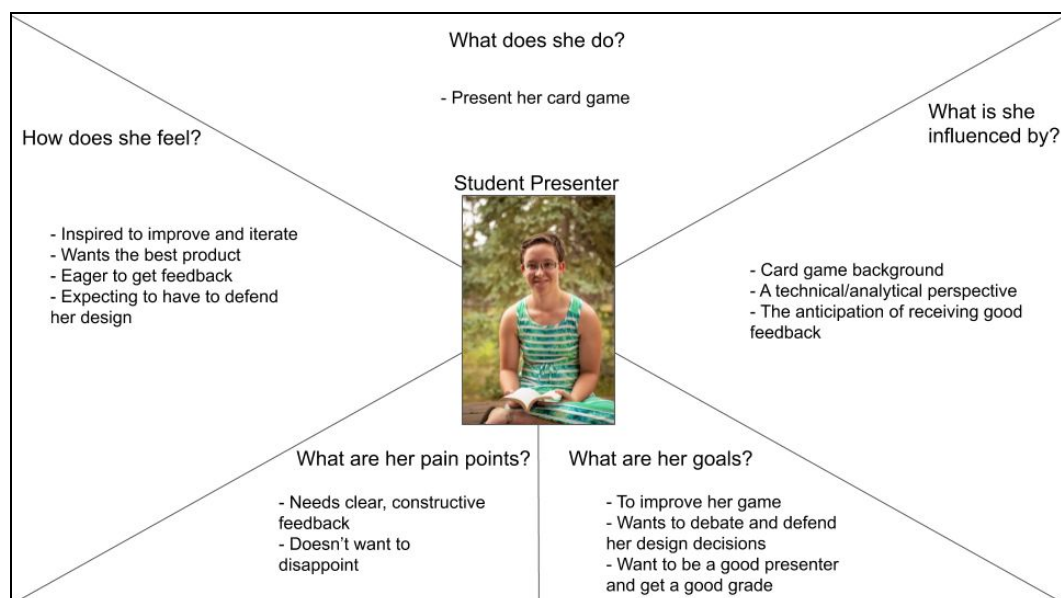 What does she do?
- Present her card game
How does she feel?
- Inspired to improve and iterate
- Wants the best product
- Eager to get feedback
- Expecting to have to defend
her design
What is she
influenced by?
- Card game background
- A technical/analytical perspective
- The anticipation of receiving good
feedback
Student Presenter
What are her pain points?
- Needs clear, constructive
feedback
- Doesn't want to
disappoint
What are her goals?
- To improve her game
- Wants to debate and defend
her design decisions
- Want to be a good presenter
and get a good grade